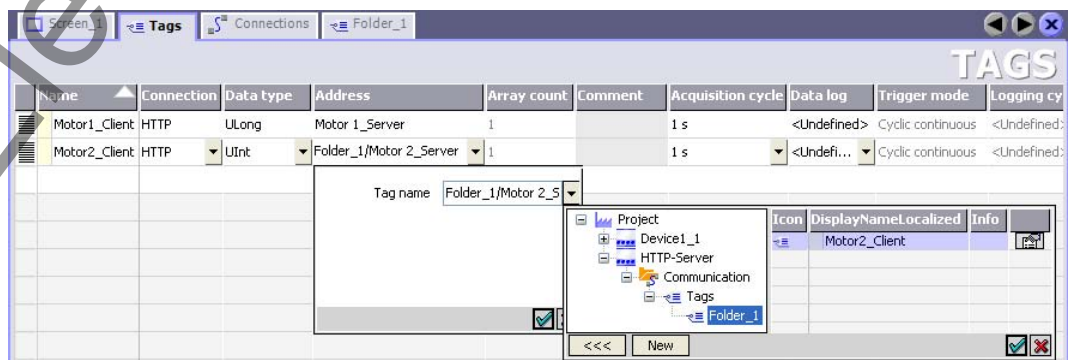 Screen_1 Tags Connections Folder_1
TAGS
Name Connection Data type Address Array count Comment Acquisition cycle Data log Trigger mode Logging cy
Motor1_Client HTTP ULong Motor 1_Server 1 1 s <Undefined> Cyclic continuous <Undefined>
Motor2_Client HTTP UInt Folder_1/Motor 2_Server 1 1 s <Undefi... Cyclic continuous <Undefined>
Tag name Folder_1/Motor 2_S
Project
Device1_1
HTTP-Server
Communication
Tags
Folder_1
Icon DisplayNameLocalized Info
Motor2_Client
<<< New